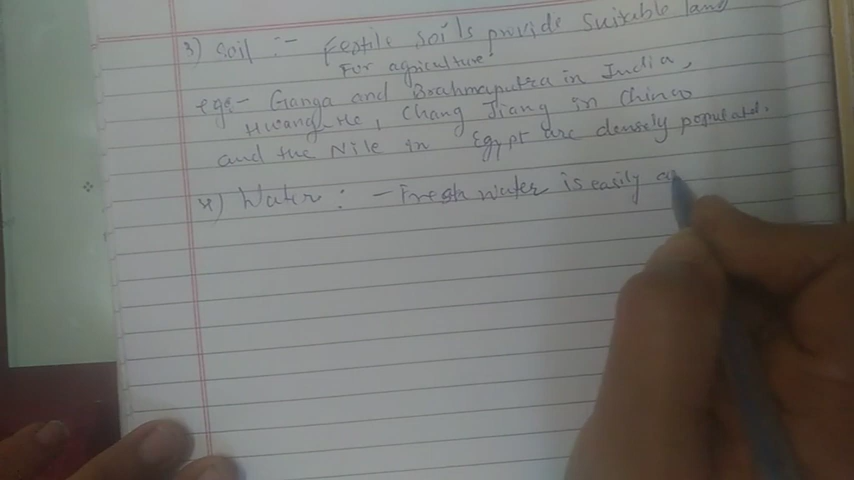 3) Soil :- Fertile soils provide suitable land
For agriculture.
eg:- Ganga and Brahmaputra in India,
Hwang-He, Chang Jiang in China
and the Nile in Egypt are densely populated.
4) Water : - Fresh water is easily a